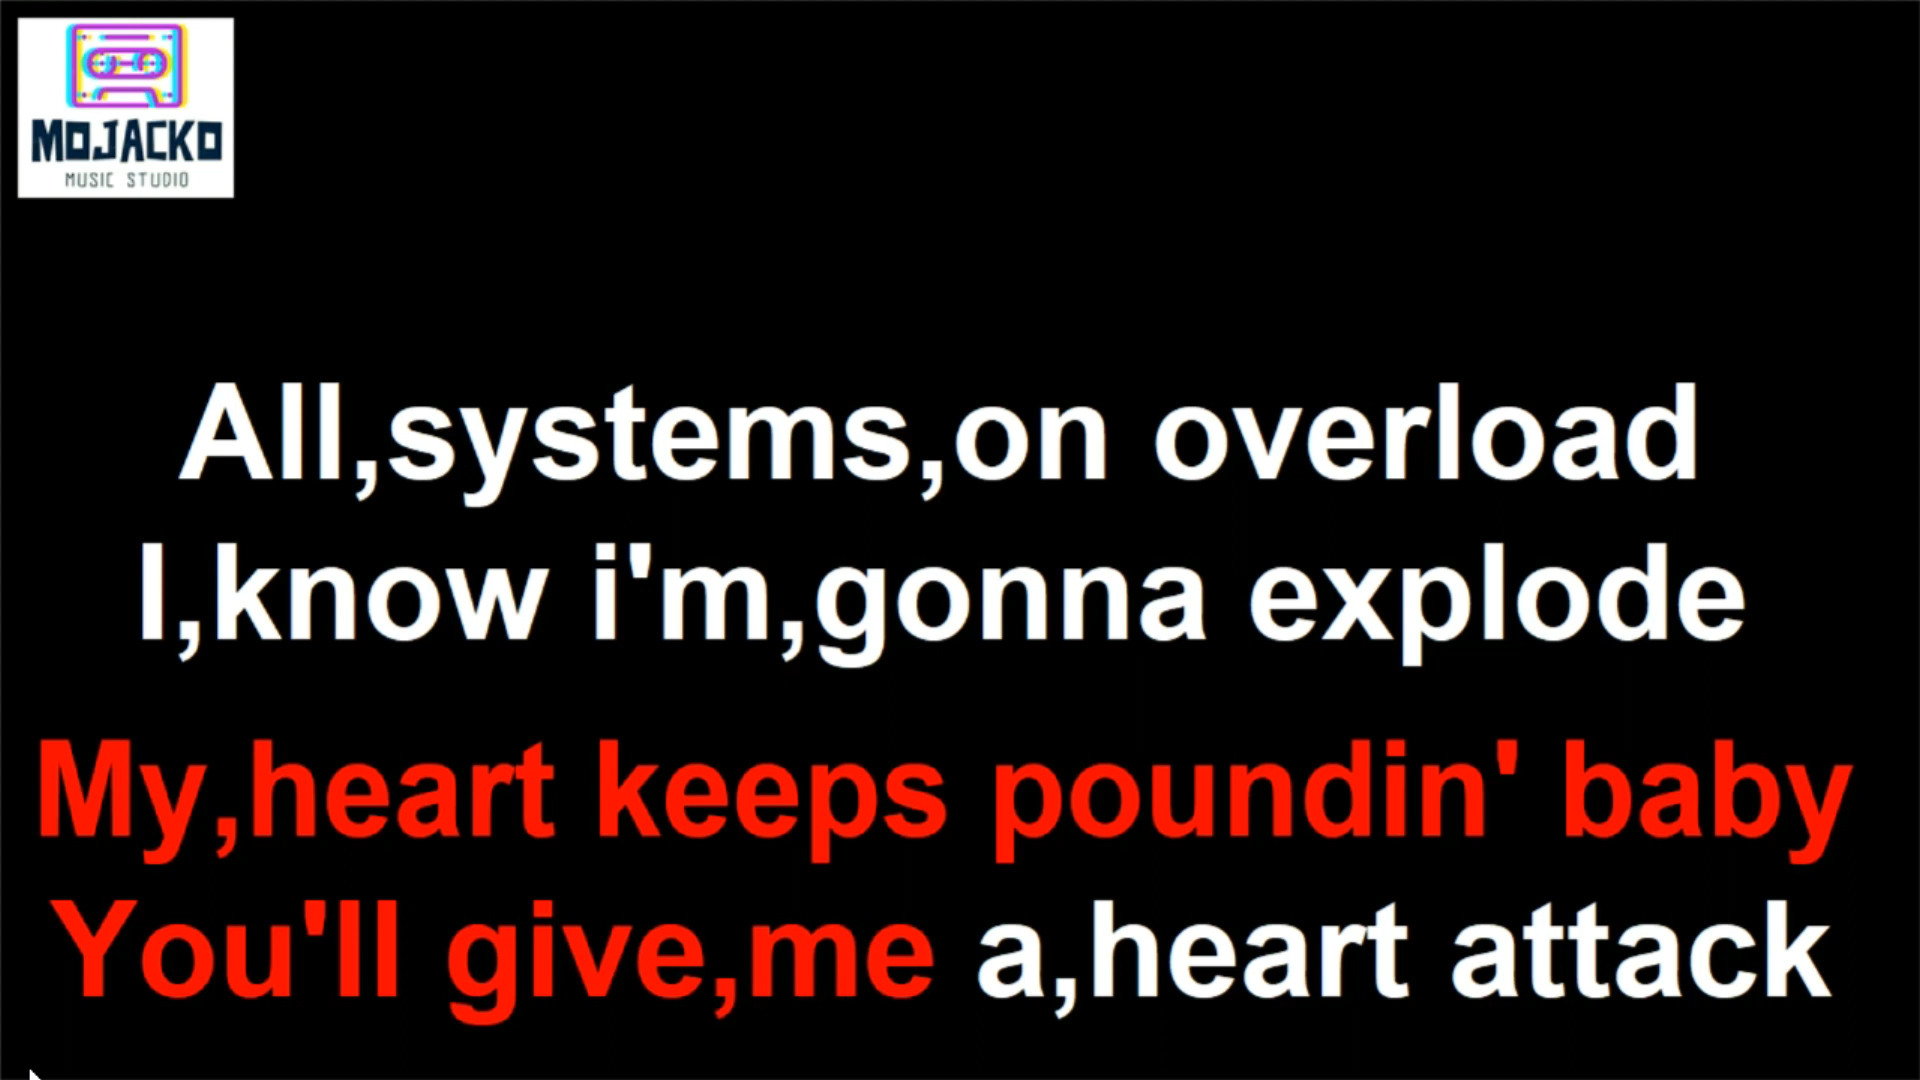 MOJACKO
MUSIC STUDIO
All,systems,on overload
I,know i'm,gonna explode
My,heart keeps poundin' baby
You'll give,me a,heart attack